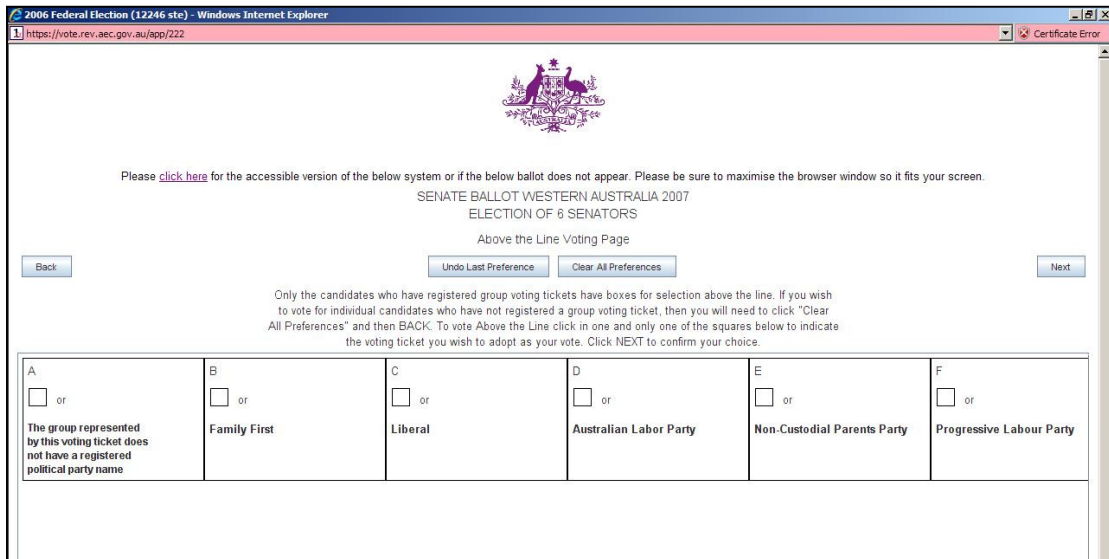 2006 Federal Election (12246 ste) - Windows Internet Explorer
https://vote.rev.aec.gov.au/app/222
Certificate Error
AUSTRALIA
Please click here for the accessible version of the below system or if the below ballot does not appear. Please be sure to maximise the browser window so it fits your screen.
SENATE BALLOT WESTERN AUSTRALIA 2007
ELECTION OF 6 SENATORS
Above the Line Voting Page
Back
Undo Last Preference
Clear All Preferences
Next
Only the candidates who have registered group voting tickets have boxes for selection above the line. If you wish
to vote for individual candidates who have not registered a group voting ticket, then you will need to click "Clear
All Preferences" and then BACK. To vote Above the Line click in one and only one of the squares below to indicate
the voting ticket you wish to adopt as your vote. Click NEXT to confirm your choice.
A
or
The group represented
by this voting ticket does
not have a registered
political party name
B
or
Family First
C
or
Liberal
D
or
Australian Labor Party
E
or
Non-Custodial Parents Party
F
or
Progressive Labour Party